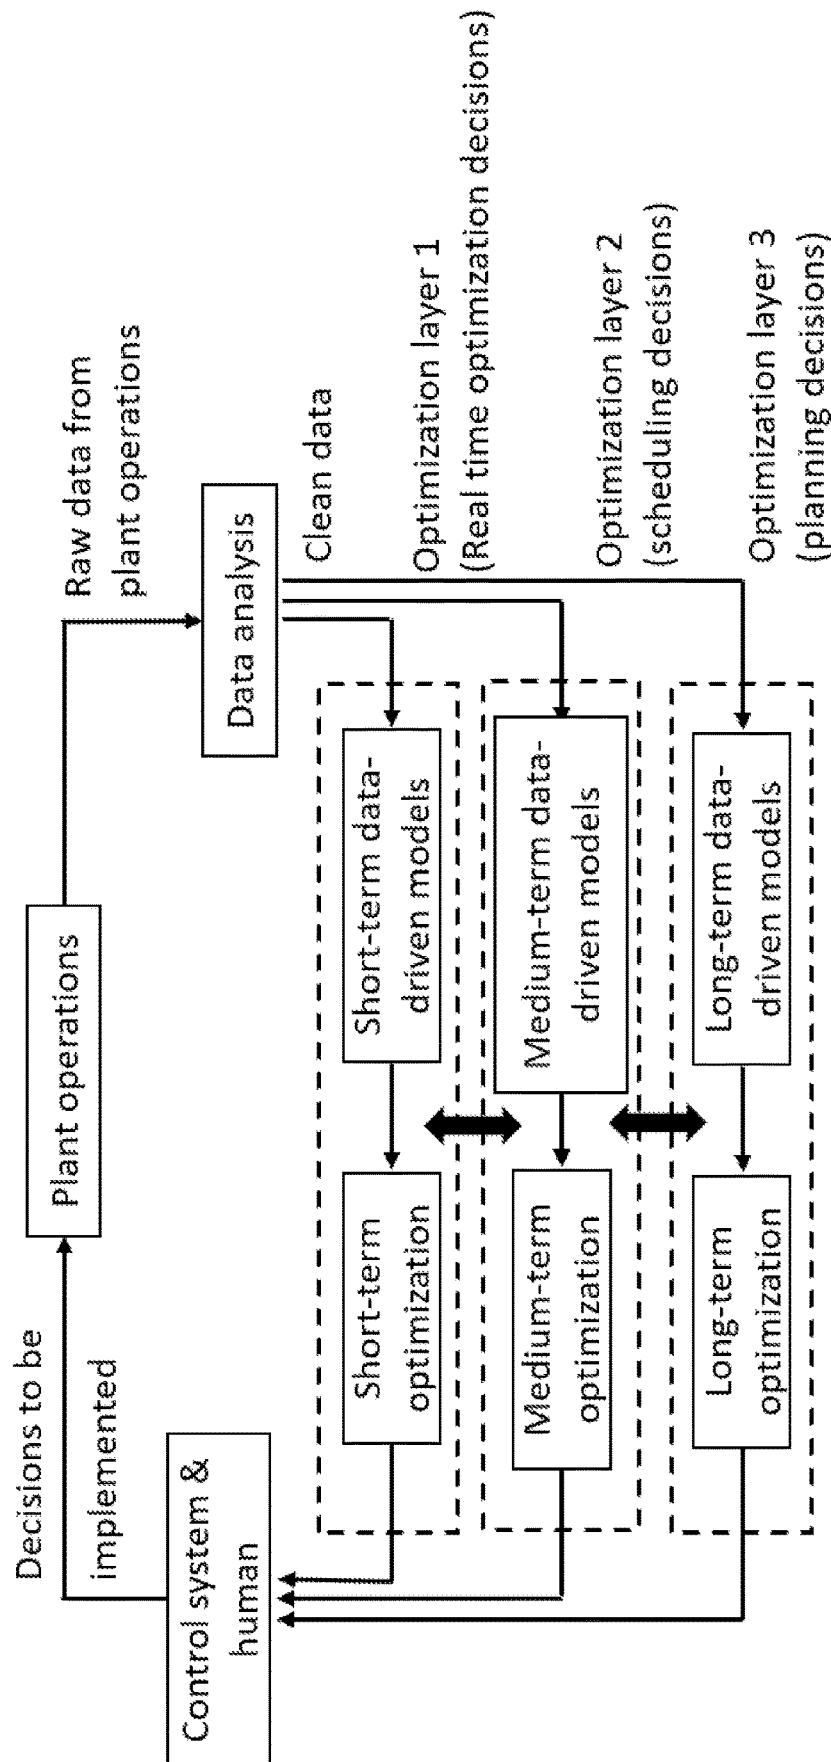 Decisions to be
implemented
Plant operations
Raw data from
plant operations
Control system &
human
Data analysis
Clean data
Short-term
optimization
Short-term data-
driven models
Optimization layer 1
(Real time optimization decisions)
Medium-term
optimization
Medium-term data-
driven models
Optimization layer 2
(scheduling decisions)
Long-term
optimization
Long-term data-
driven models
Optimization layer 3
(planning decisions)